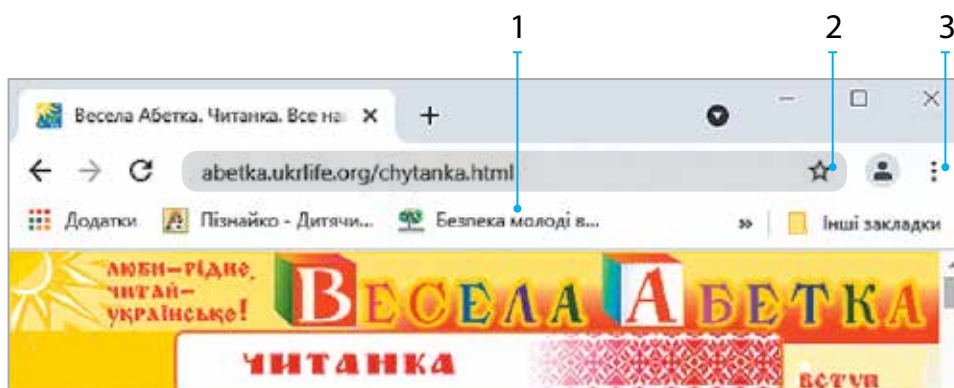 1 2 3
Весела Абетка. Читанка. Все на
abetka.ukrlife.org/chytanka.html
Додатки Пізнайко - Дитячи... Безпека молоді в... » Інші закладки
ЛЮБИ—РІДНЕ,
ЧИТАЙ—
УКРАЇНСЬКЕ!
ВЕСЕЛА АБЕТКА
ЧИТАНКА
ВСТУП